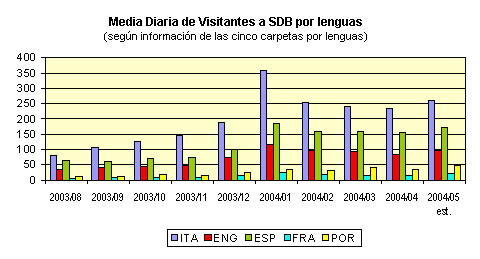 Media Diaria de Visitantes a SDB por lenguas
(según información de las cinco carpetas por lenguas)
400
350
300
250
200
150
100
50
0
2003/08 2003/09 2003/10 2003/11 2003/12 2004/01 2004/02 2004/03 2004/04 2004/05
est.
ITA ENG ESP FRA POR